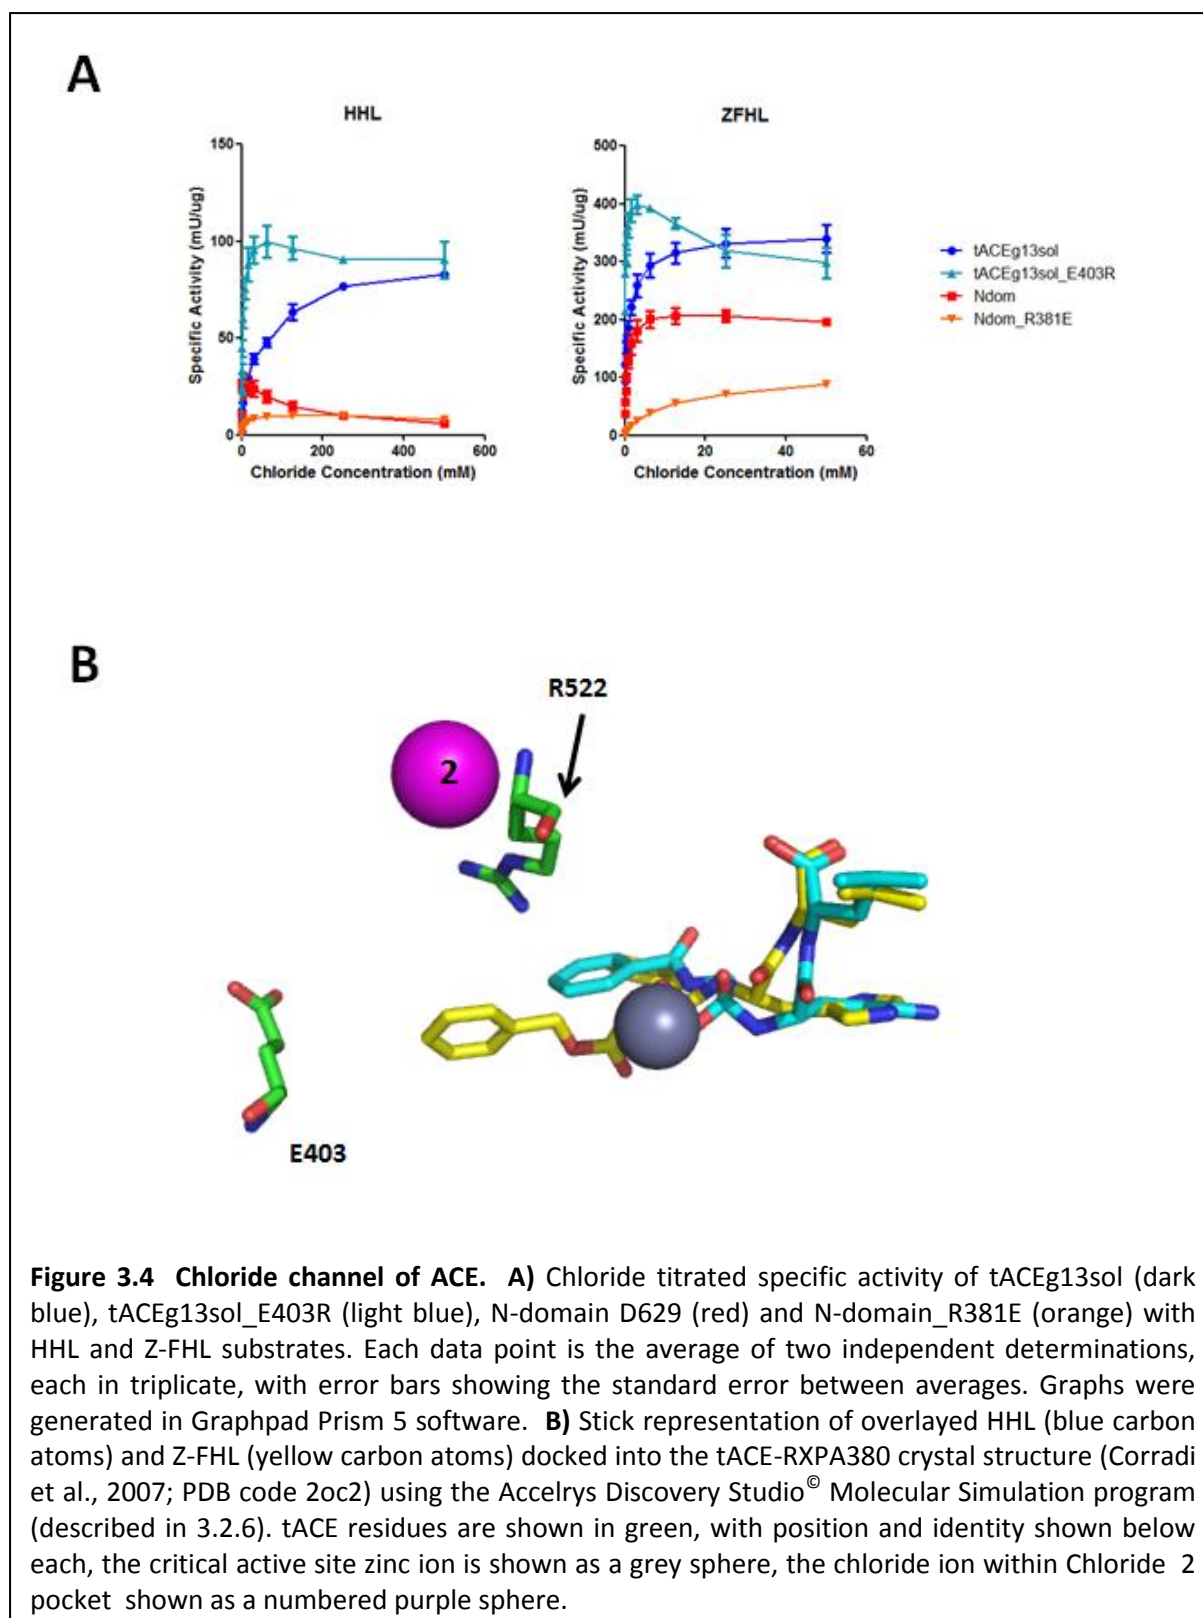 A
HHL
ZFHL
150
100
50
0
Specific Activity (mU/ug)
0
200
400
600
Chloride Concentration (mM)
500
400
300
200
100
0
Specific Activity (mU/ug)
0
20
40
60
Chloride Concentration (mM)
tACEg13sol
tACEg13sol_E403R
Ndom
Ndom_R381E
B
R522
2
E403
Figure 3.4 Chloride channel of ACE. A) Chloride titrated specific activity of tACEg13sol (dark
blue), tACEg13sol_E403R (light blue), N-domain D629 (red) and N-domain_R381E (orange) with
HHL and Z-FHL substrates. Each data point is the average of two independent determinations,
each in triplicate, with error bars showing the standard error between averages. Graphs were
generated in Graphpad Prism 5 software. B) Stick representation of overlayed HHL (blue carbon
atoms) and Z-FHL (yellow carbon atoms) docked into the tACE-RXPA380 crystal structure (Corradi
et al., 2007; PDB code 2oc2) using the Accelrys Discovery Studio© Molecular Simulation program
(described in 3.2.6). tACE residues are shown in green, with position and identity shown below
each, the critical active site zinc ion is shown as a grey sphere, the chloride ion within Chloride 2
pocket shown as a numbered purple sphere.